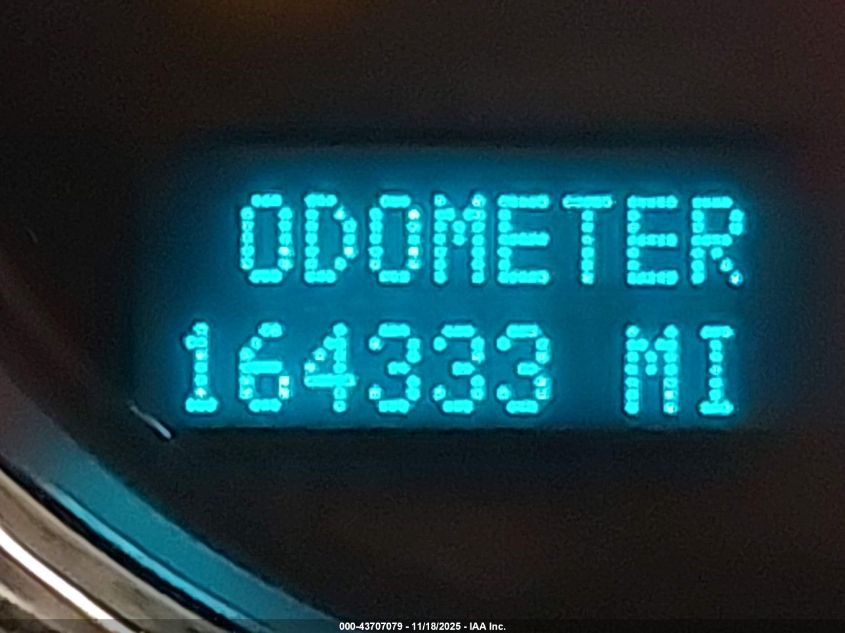 ODOMETER
164333 MI
000-43707079 - 11/18/2025 - IAA Inc.